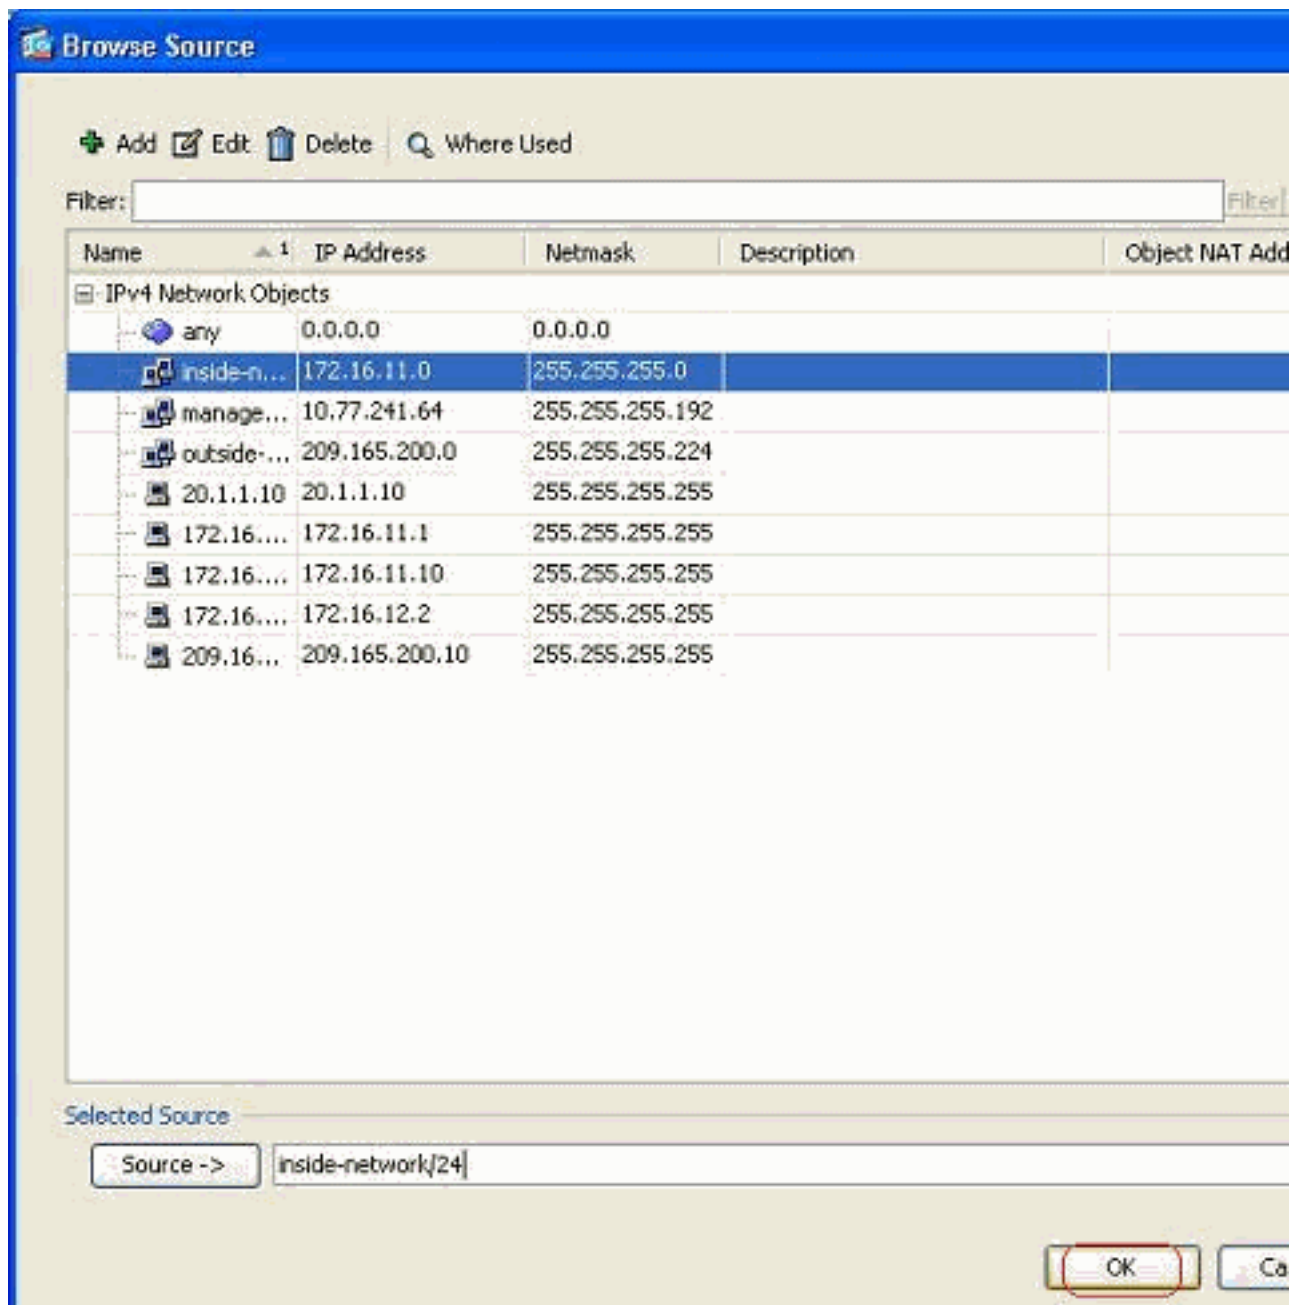 Browse Source
Add Edit Delete Where Used
Filter: Filter
Name 1 IP Address Netmask Description Object NAT Add
IPv4 Network Objects
any 0.0.0.0 0.0.0.0
inside-n... 172.16.11.0 255.255.255.0
manage... 10.77.241.64 255.255.255.192
outside-... 209.165.200.0 255.255.255.224
20.1.1.10 20.1.1.10 255.255.255.255
172.16.... 172.16.11.1 255.255.255.255
172.16.... 172.16.11.10 255.255.255.255
172.16.... 172.16.12.2 255.255.255.255
209.16... 209.165.200.10 255.255.255.255
Selected Source
Source -> inside-network/24
OK Ca